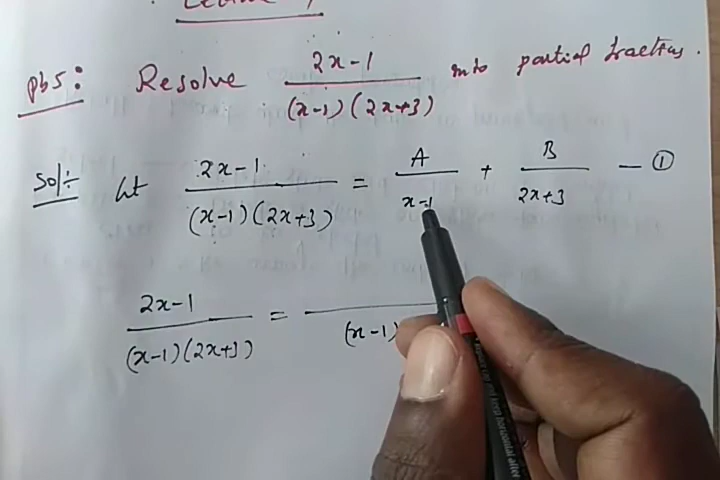 pb5: Resolve 2x-1 / (x-1)(2x+3) into partial fractions.
Sol:- let 2x-1 / (x-1)(2x+3) = A / x-1 + B / 2x+3 — ①
2x-1 / (x-1)(2x+3) = / (x-1)